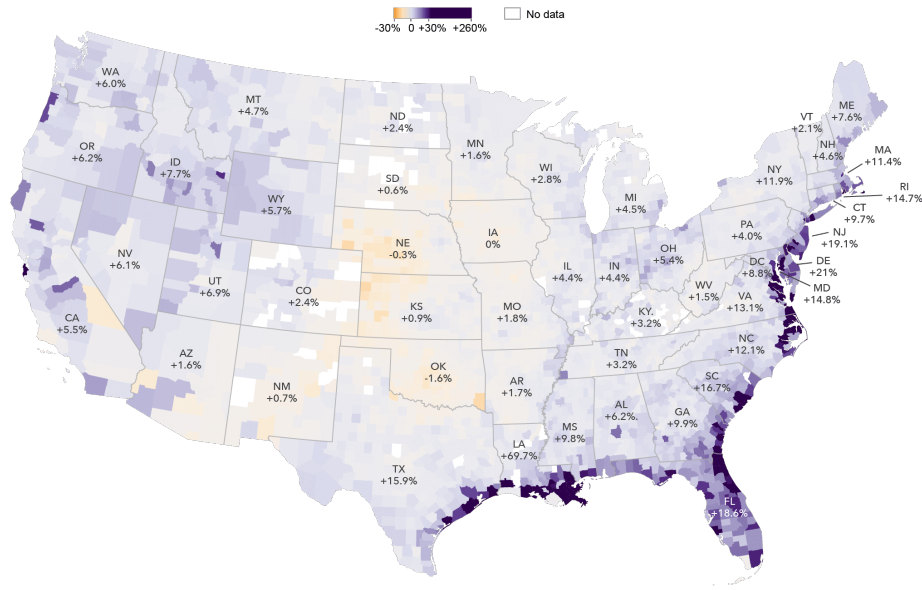 No data
-30% 0 +30% +260%
WA
+6.0%
MT
+4.7%
ND
+2.4%
MN
+1.6%
VT
+2.1%
ME
+7.6%
NH
+4.6%
MA
+11.4%
OR
+6.2%
ID
+7.7%
WY
+5.7%
SD
+0.6%
WI
+2.8%
MI
+4.5%
NY
+11.9%
RI
+14.7%
CT
+9.7%
NV
+6.1%
UT
+6.9%
CO
+2.4%
NE
-0.3%
IA
0%
IL
+4.4%
IN
+4.4%
OH
+5.4%
PA
+4.0%
NJ
+19.1%
DC
+8.8%
DE
+21%
MD
+14.8%
CA
+5.5%
KS
+0.9%
MO
+1.8%
KY.
+3.2%
WV
+1.5%
VA
+13.1%
AZ
+1.6%
NM
+0.7%
OK
-1.6%
AR
+1.7%
TN
+3.2%
NC
+12.1%
SC
+16.7%
TX
+15.9%
LA
+69.7%
MS
+9.8%
AL
+6.2%.
GA
+9.9%
FL
+18.6%